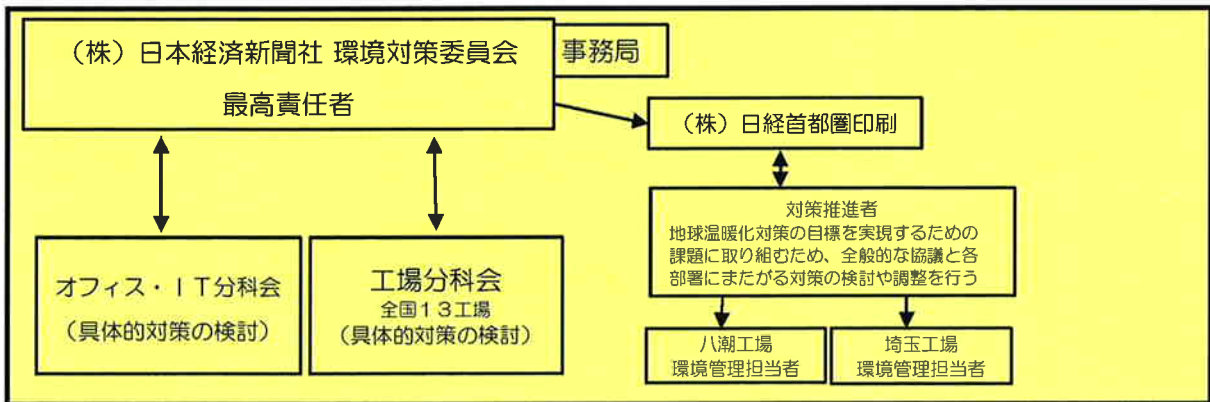 （株）日本経済新聞社 環境対策委員会
最高責任者
事務局
（株）日経首都圏印刷
対策推進者
地球温暖化対策の目標を実現するための
課題に取り組むため、全般的な協議と各
部署にまたがる対策の検討や調整を行う
オフィス・ＩＴ分科会
（具体的対策の検討）
工場分科会
全国１３工場
（具体的対策の検討）
八潮工場
環境管理担当者
埼玉工場
環境管理担当者